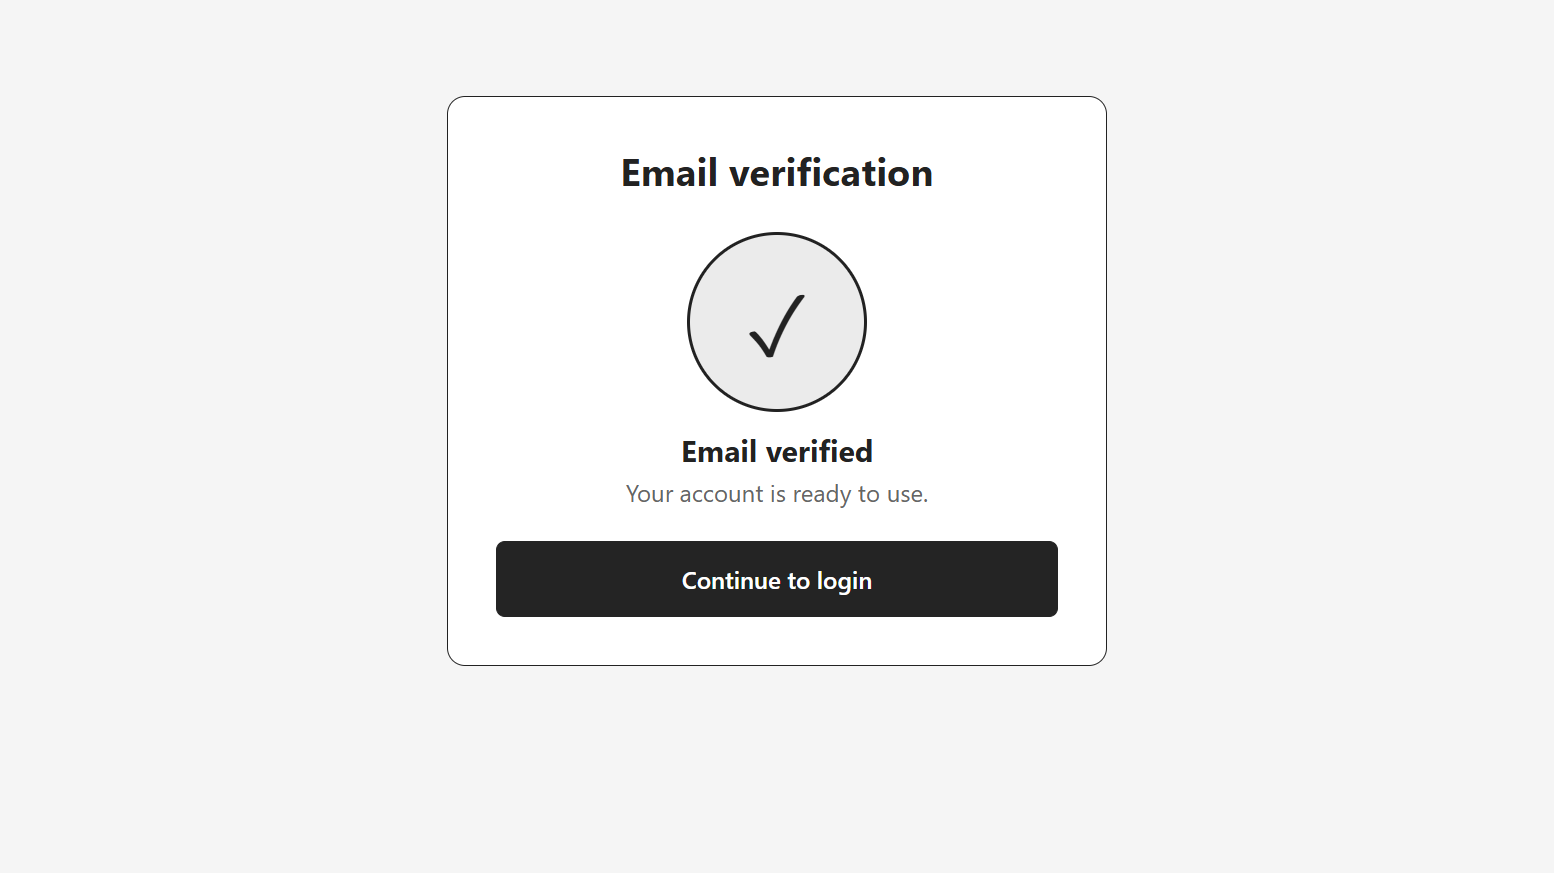 Email verification
✓
Email verified
Your account is ready to use.
Continue to login